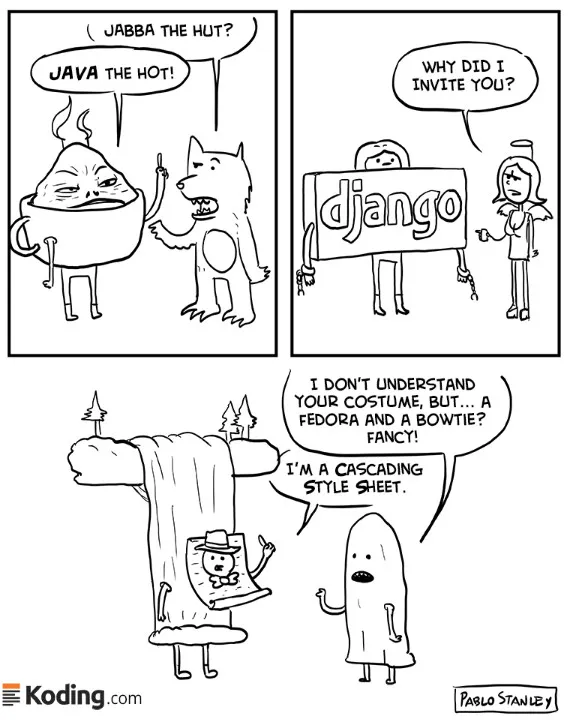 JABBA THE HUT?
JAVA THE HOT!
WHY DID I
INVITE YOU?
django
I DON'T UNDERSTAND
YOUR COSTUME, BUT... A
FEDORA AND A BOWTIE?
FANCY!
I'M A CASCADING
STYLE SHEET.
Koding.com
PABLO STANLEY